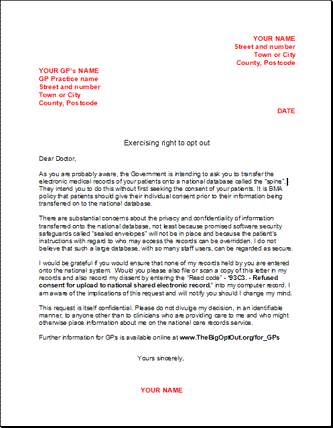 YOUR NAME
Street and number
Town or City
County, Postcode
YOUR GP's NAME
GP Practice name
Street and number
Town or City
County, Postcode
DATE
Exercising right to opt out
Dear Doctor,
As you are probably aware, the Government is intending to ask you to transfer the
electronic medical records of your patients onto a national database called the "spine".
They intend you to do this without first seeking the consent of your patients. It is BMA
policy that patients should give their individual consent prior to their information being
transferred on to the national database.
There are substantial concerns about the privacy and confidentiality of information
transferred onto the national database, not least because promised software security
safeguards called "sealed envelopes" will not be in place and because the patient's
instructions with regard to who may access the records can be overridden. I do not
believe that such a large database, with so many staff users, can be regarded as secure.
I would be grateful if you would ensure that none of my records held by you are entered
onto the national system. Would you please also file or scan a copy of this letter in my
records and also record my dissent by entering the "Read code" - '93C3. - Refused
consent for upload to national shared electronic record,' into my computer record. I
am aware of the implications of this request and will notify you should I change my mind.
This request is itself confidential. Please do not divulge my decision, in an identifiable
manner, to anyone other than to clinicians who are providing care to me and who might
otherwise place information about me on the national care records service.
Further information for GPs is available online at www.TheBigOptOut.org/for_GPs
Yours sincerely,
YOUR NAME